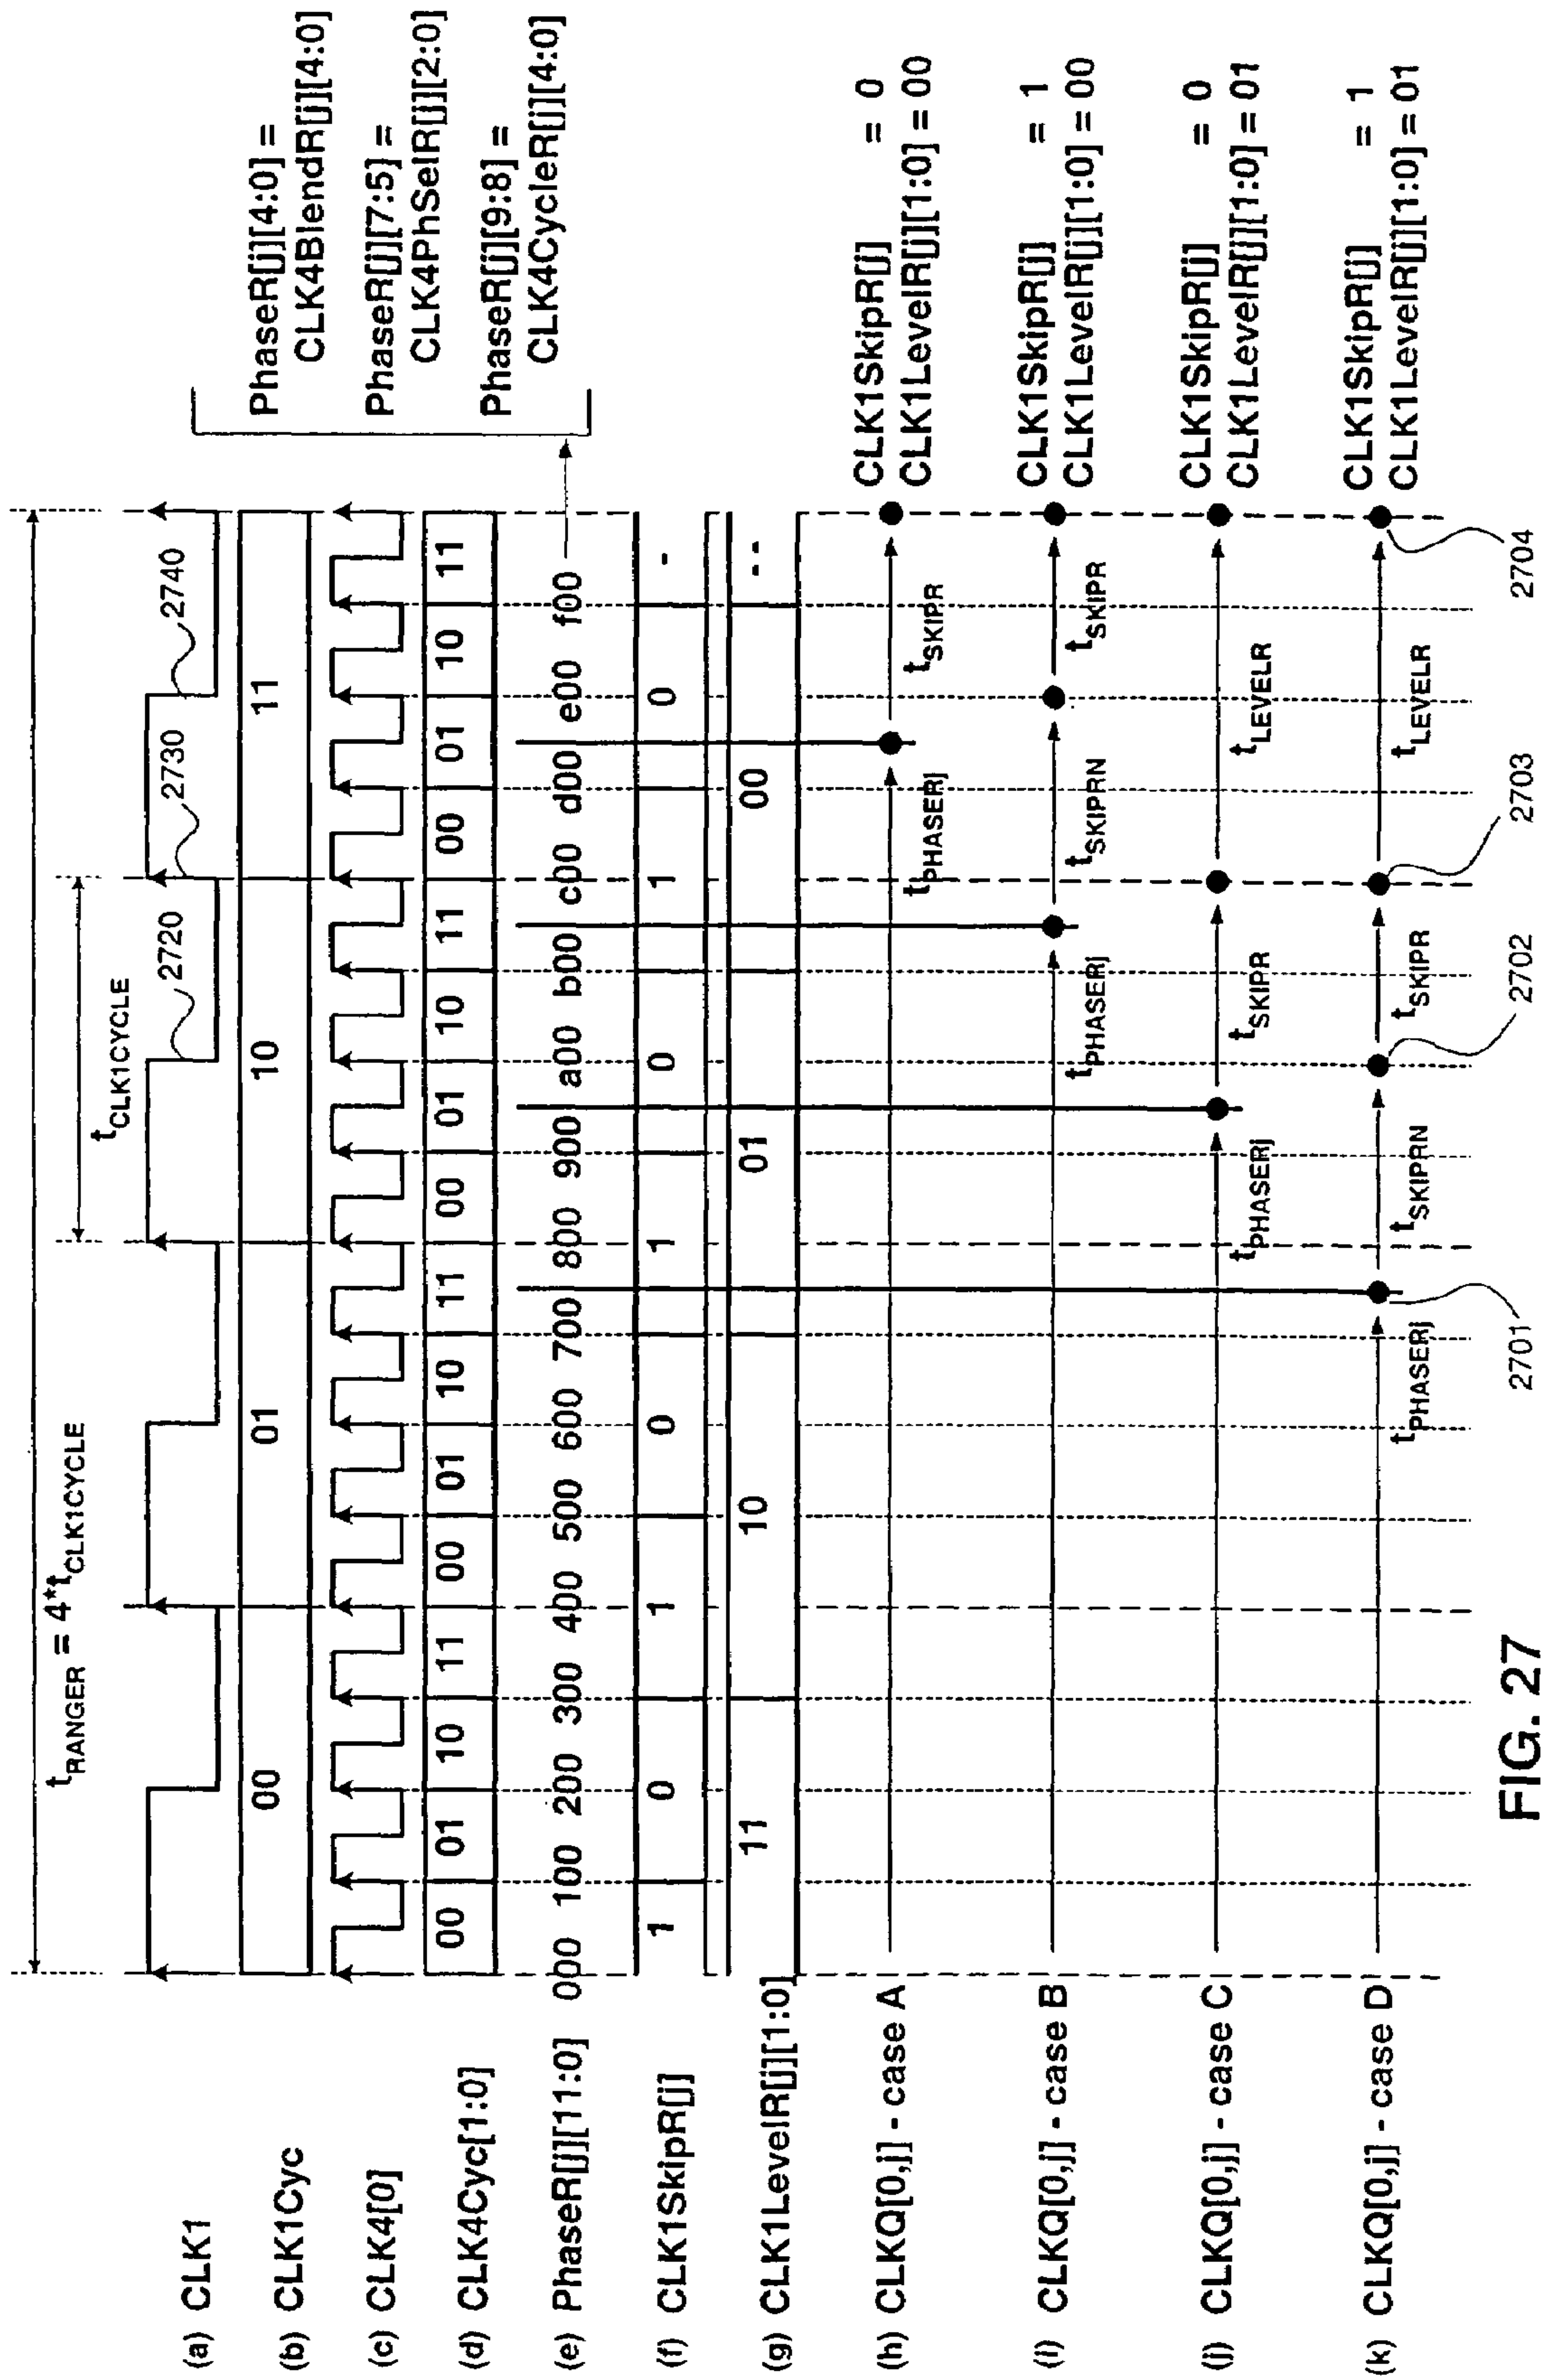 tRANGER = 4*tCLK1CYCLE
tCLK1CYCLE
(a) CLK1
2720
2730
2740
(b) CLK1Cyc
00 01 10 11
(c) CLK4[0]
(d) CLK4Cyc[1:0]
00 01 10 11 00 01 10 11 00 01 10 11 00 01 10 11
(e) PhaseR[j][11:0]
000 100 200 300 400 500 600 700 800 900 a00 b00 c00 d00 e00 f00
PhaseR[j][4:0] =
CLK4BlendR[j][4:0]
PhaseR[j][7:5] =
CLK4PhSelR[j][2:0]
PhaseR[j][9:8] =
CLK4CycleR[j][4:0]
(f) CLK1SkipR[j]
1 0 1 0 1 0 1 0 -
(g) CLK1LevelR[j][1:0]
11 10 01 00 --
(h) CLKQ[0,j] - case A
tPHASERj
tSKIPR
CLK1SkipR[j] = 0
CLK1LevelR[j][1:0] = 00
(i) CLKQ[0,j] - case B
tPHASERj
tSKIPRN
tSKIPR
CLK1SkipR[j] = 1
CLK1LevelR[j][1:0] = 00
(j) CLKQ[0,j] - case C
tPHASERj
tSKIPR
tLEVELR
CLK1SkipR[j] = 0
CLK1LevelR[j][1:0] = 01
(k) CLKQ[0,j] - case D
tPHASERj
tSKIPRN
tSKIPR
tLEVELR
CLK1SkipR[j] = 1
CLK1LevelR[j][1:0] = 01
2701
2702
2703
2704
FIG. 27